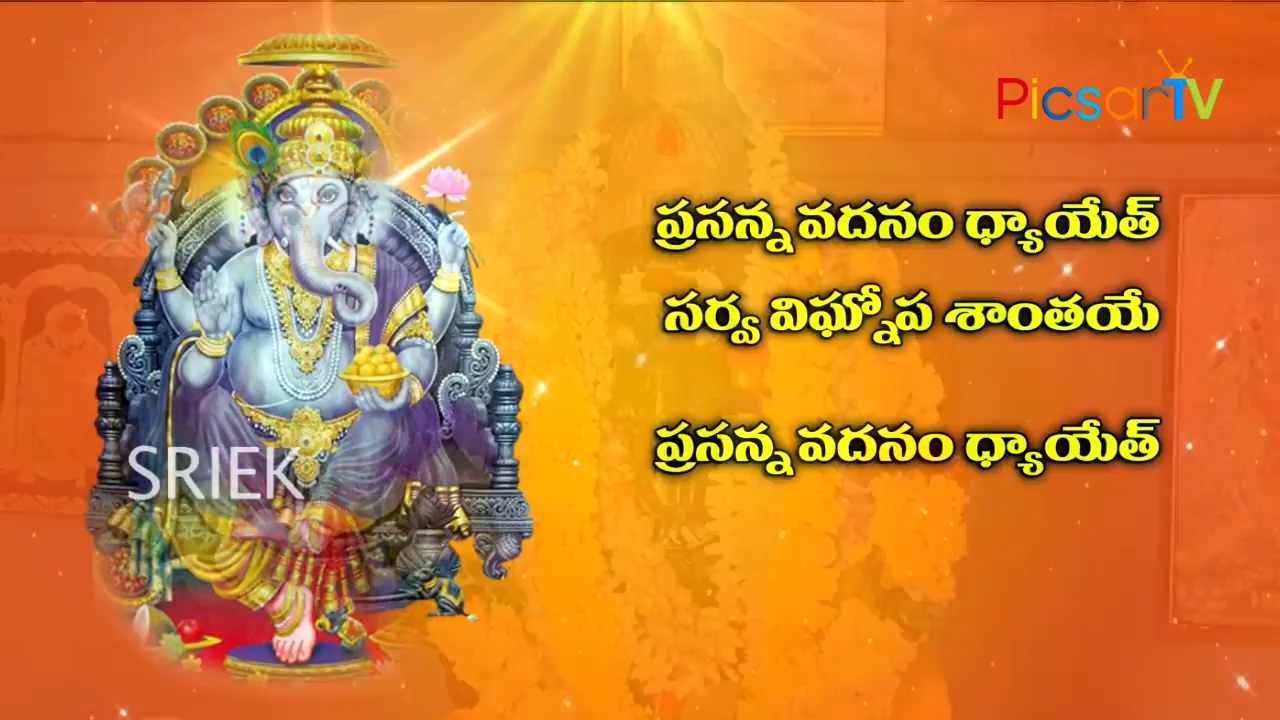 PicsarTV
ప్రసన్న వదనం ధ్యాయేత్
సర్వ విఘ్నోప శాంతయే
ప్రసన్న వదనం ధ్యాయేత్
SRIEK